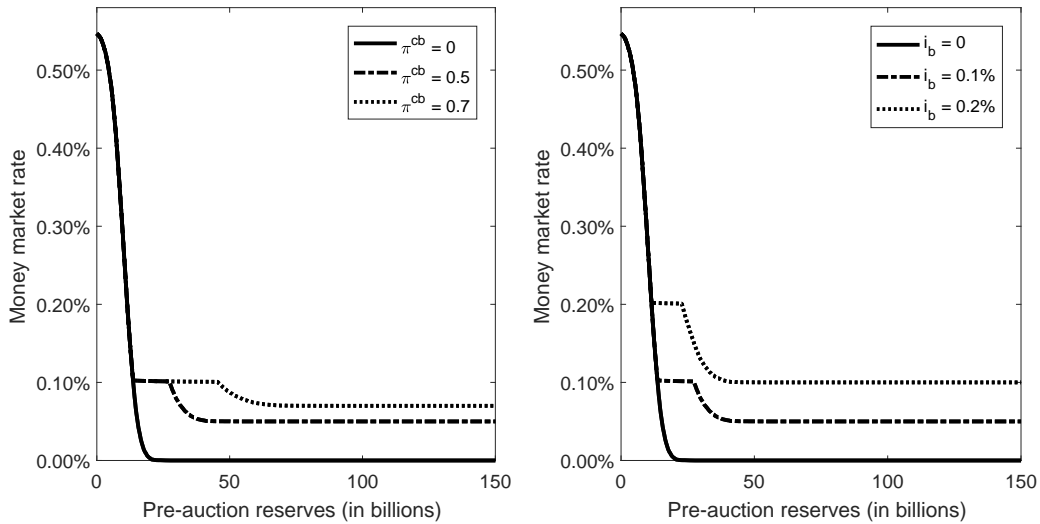 π^cb = 0
π^cb = 0.5
π^cb = 0.7
0.50%
0.40%
0.30%
0.20%
0.10%
0.00%
Money market rate
0 50 100 150
Pre-auction reserves (in billions)
i_b = 0
i_b = 0.1%
i_b = 0.2%
0.50%
0.40%
0.30%
0.20%
0.10%
0.00%
Money market rate
0 50 100 150
Pre-auction reserves (in billions)